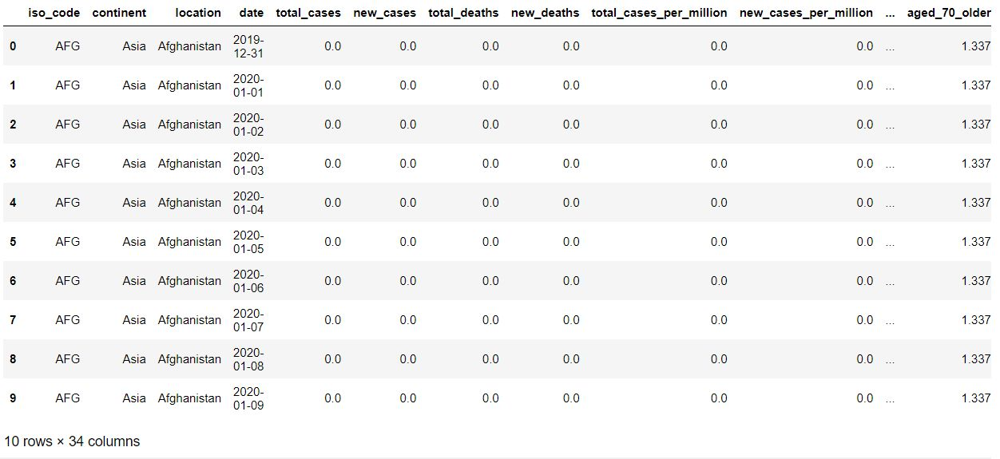 iso_code continent location date total_cases new_cases total_deaths new_deaths total_cases_per_million new_cases_per_million ... aged_70_older
0 AFG Asia Afghanistan 2019-12-31 0.0 0.0 0.0 0.0 0.0 0.0 ... 1.337
1 AFG Asia Afghanistan 2020-01-01 0.0 0.0 0.0 0.0 0.0 0.0 ... 1.337
2 AFG Asia Afghanistan 2020-01-02 0.0 0.0 0.0 0.0 0.0 0.0 ... 1.337
3 AFG Asia Afghanistan 2020-01-03 0.0 0.0 0.0 0.0 0.0 0.0 ... 1.337
4 AFG Asia Afghanistan 2020-01-04 0.0 0.0 0.0 0.0 0.0 0.0 ... 1.337
5 AFG Asia Afghanistan 2020-01-05 0.0 0.0 0.0 0.0 0.0 0.0 ... 1.337
6 AFG Asia Afghanistan 2020-01-06 0.0 0.0 0.0 0.0 0.0 0.0 ... 1.337
7 AFG Asia Afghanistan 2020-01-07 0.0 0.0 0.0 0.0 0.0 0.0 ... 1.337
8 AFG Asia Afghanistan 2020-01-08 0.0 0.0 0.0 0.0 0.0 0.0 ... 1.337
9 AFG Asia Afghanistan 2020-01-09 0.0 0.0 0.0 0.0 0.0 0.0 ... 1.337
10 rows × 34 columns